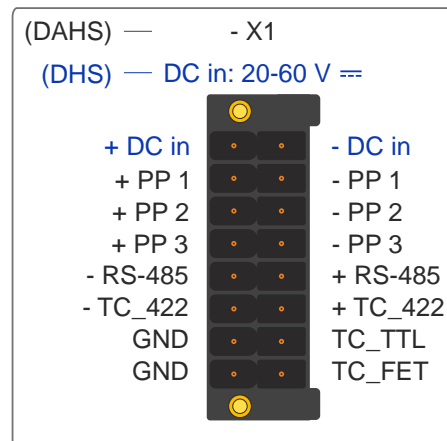 (DAHS) — - X1
(DHS) — DC in: 20-60 V ⎓
+ DC in - DC in
+ PP 1 - PP 1
+ PP 2 - PP 2
+ PP 3 - PP 3
- RS-485 + RS-485
- TC_422 + TC_422
GND TC_TTL
GND TC_FET